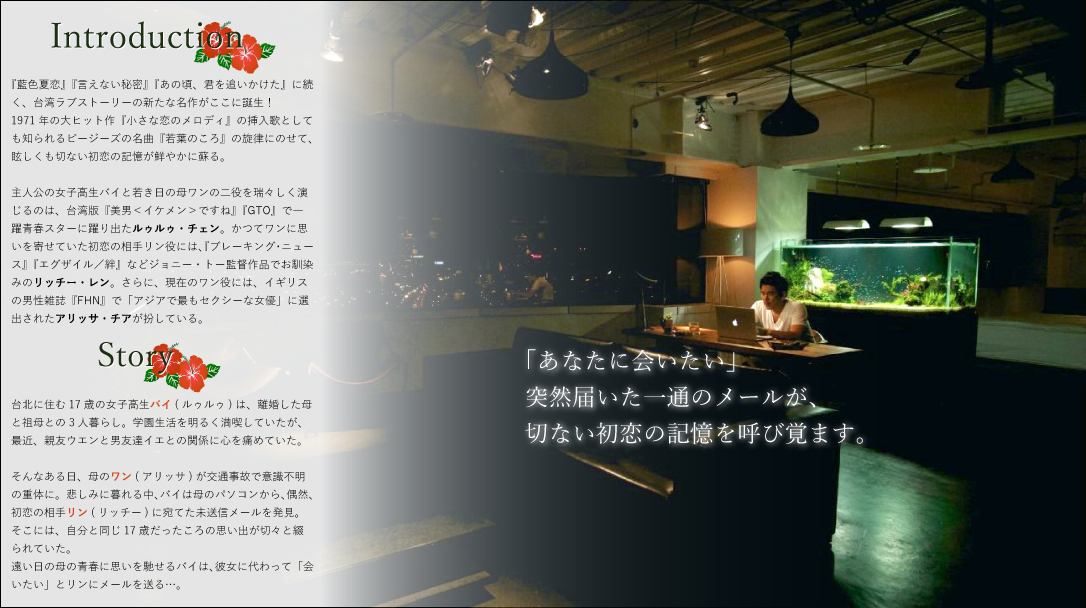 Introduction
『藍色夏恋』『言えない秘密』『あの頃、君を追いかけた』に続
く、台湾ラブストーリーの新たな名作がここに誕生！
1971 年の大ヒット作『小さな恋のメロディ』の挿入歌として
も知られるビージーズの名曲『若葉のころ』の旋律にのせて、
眩しくも切ない初恋の記憶が鮮やかに蘇る。
主人公の女子高生バイと若き日の母ワンの二役を瑞々しく演
じるのは、台湾版『美男＜イケメン＞ですね』『GTO』で一
躍青春スターに躍り出たルゥルゥ・チェン。かつてワンに思
いを寄せていた初恋の相手リン役には、『ブレーキング・ニュー
ス』『エグザイル／絆』などジョニー・トー監督作品でお馴染
みのリッチー・レン。さらに、現在のワン役には、イギリス
の男性雑誌『FHN』で「アジアで最もセクシーな女優」に選
出されたアリッサ・チアが扮している。
Story
台北に住む 17 歳の女子高生バイ ( ルゥルゥ ) は、離婚した母
と祖母との 3 人暮らし。学園生活を明るく満喫していたが、
最近、親友ウエンと男友達イエとの関係に心を痛めていた。
そんなある日、母のワン ( アリッサ ) が交通事故で意識不明
の重体に。悲しみに暮れる中、バイは母のパソコンから、偶然、
初恋の相手リン ( リッチー ) に宛てた未送信メールを発見。
そこには、自分と同じ 17 歳だったころの思い出が切々と綴
られていた。
遠い日の母の青春に思いを馳せるバイは、彼女に代わって「会
いたい」とリンにメールを送る…。
「あなたに会いたい」
突然届いた一通のメールが、
切ない初恋の記憶を呼び覚ます。